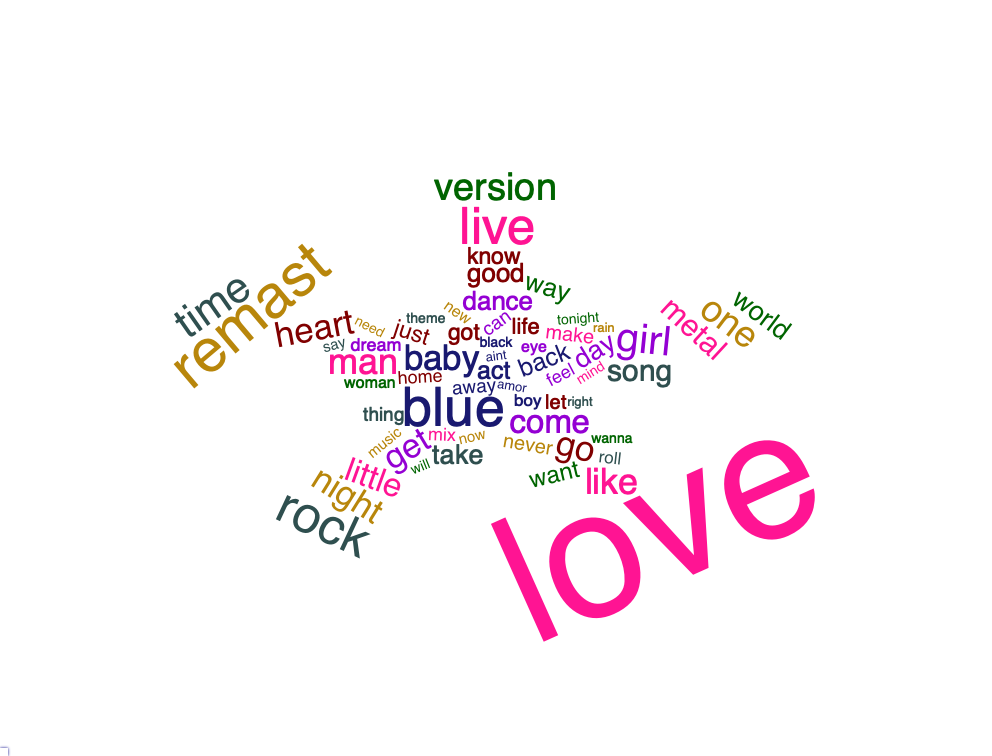 version
live
know
good
way
time
remast
dance
metal
one
world
heart
need
just
theme
new
got
can
life
tonight
make
rain
girl
say
dream
black
eye
day
man
baby
aint
act
back
feel
mind
song
woman
home
away
amor
thing
blue
boy
let
right
come
music
get
mix
now
will
take
never
go
wanna
roll
little
want
like
night
rock
love